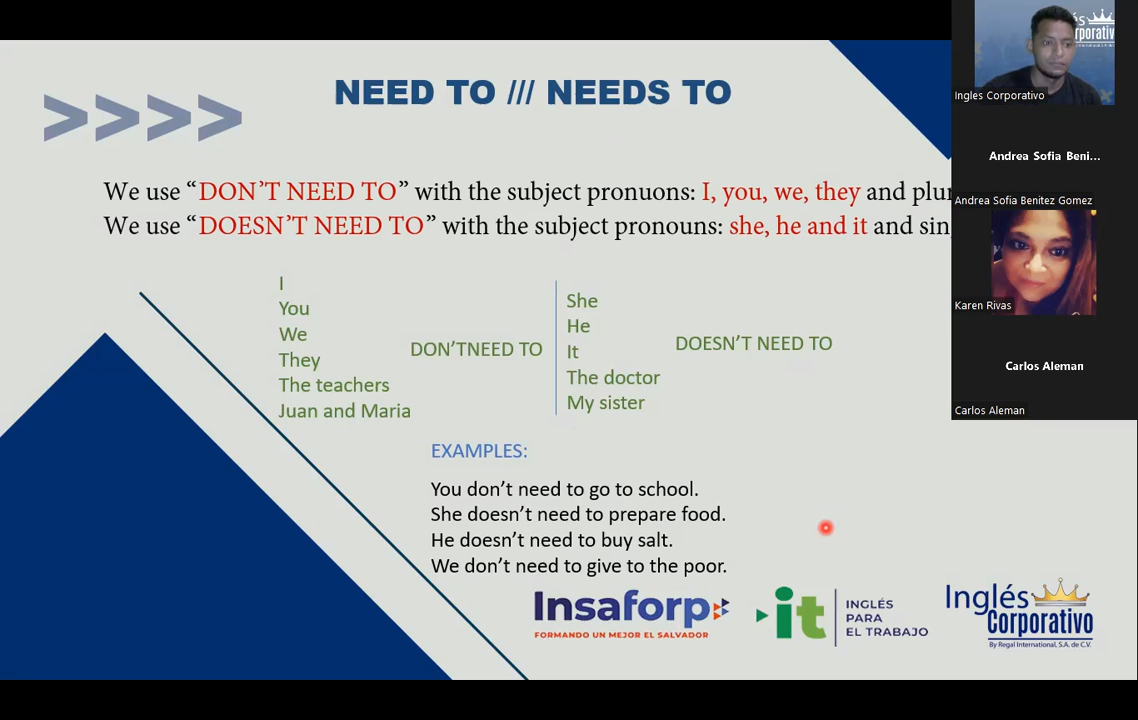 >>>>
NEED TO /// NEEDS TO
We use “DON’T NEED TO” with the subject pronuons: I, you, we, they and plu
We use “DOESN’T NEED TO” with the subject pronouns: she, he and it and sin
I
You
We
They
The teachers
Juan and Maria
DON’TNEED TO
She
He
It
The doctor
My sister
DOESN’T NEED TO
EXAMPLES:
You don’t need to go to school.
She doesn’t need to prepare food.
He doesn’t need to buy salt.
We don’t need to give to the poor.
Insaforp
FORMANDO UN MEJOR EL SALVADOR
it
INGLÉS
PARA
EL TRABAJO
Inglés
Corporativo
By Regal International, S.A. de C.V.
Ingles Corporativo
Andrea Sofia Beni...
Andrea Sofia Benitez Gomez
Karen Rivas
Carlos Aleman
Carlos Aleman